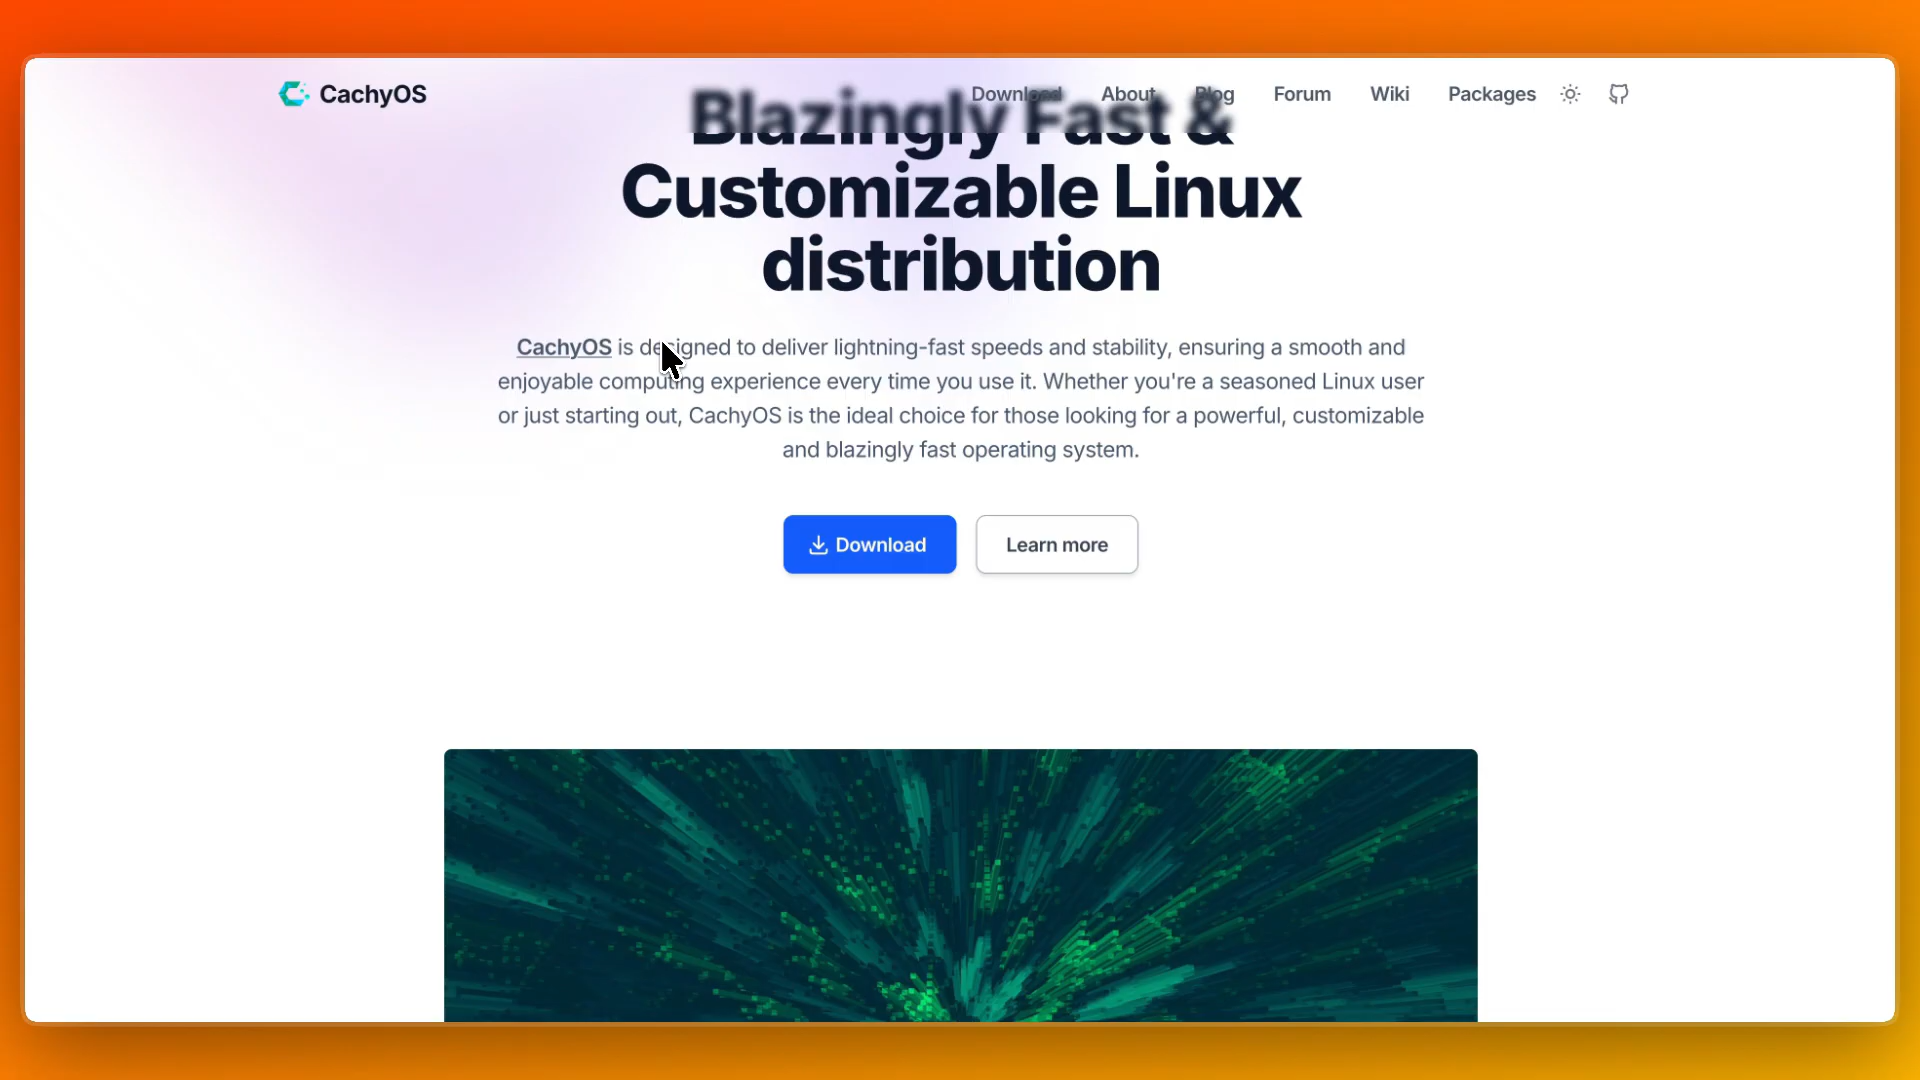 CachyOS
Download About Blog Forum Wiki Packages
Blazingly Fast &
Customizable Linux
distribution
CachyOS is designed to deliver lightning-fast speeds and stability, ensuring a smooth and
enjoyable computing experience every time you use it. Whether you're a seasoned Linux user
or just starting out, CachyOS is the ideal choice for those looking for a powerful, customizable
and blazingly fast operating system.
Download Learn more